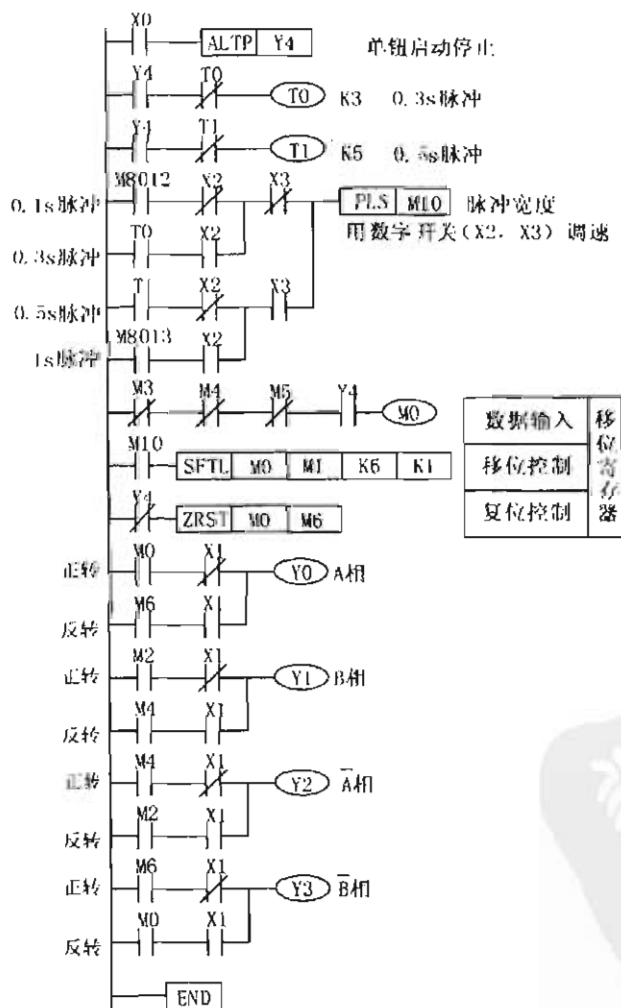 X0
ALTP Y4 单钮启动停止
Y4 T0
T0 K3 0.3s脉冲
Y4 T1
T1 K5 0.5s脉冲
M8012 X2 X3
0.1s脉冲 PLS M10 脉冲宽度
T0 X2 用数字开关(X2, X3) 调速
0.3s脉冲
T1 X2 X3
0.5s脉冲
M8013 X2
1s脉冲
M3 M4 M5 Y4
M0
数据输入
移位控制
复位控制
移位寄存器
M10
SFTL M0 M1 K6 K1
Y4
ZRST M0 M6
M0 X1
正转 Y0 A相
M6 X1
反转
M2 X1
正转 Y1 B相
M4 X1
反转
M4 X1
正转 Y2 A̅相
M2 X1
反转
M6 X1
正转 Y3 B̅相
M0 X1
反转
END